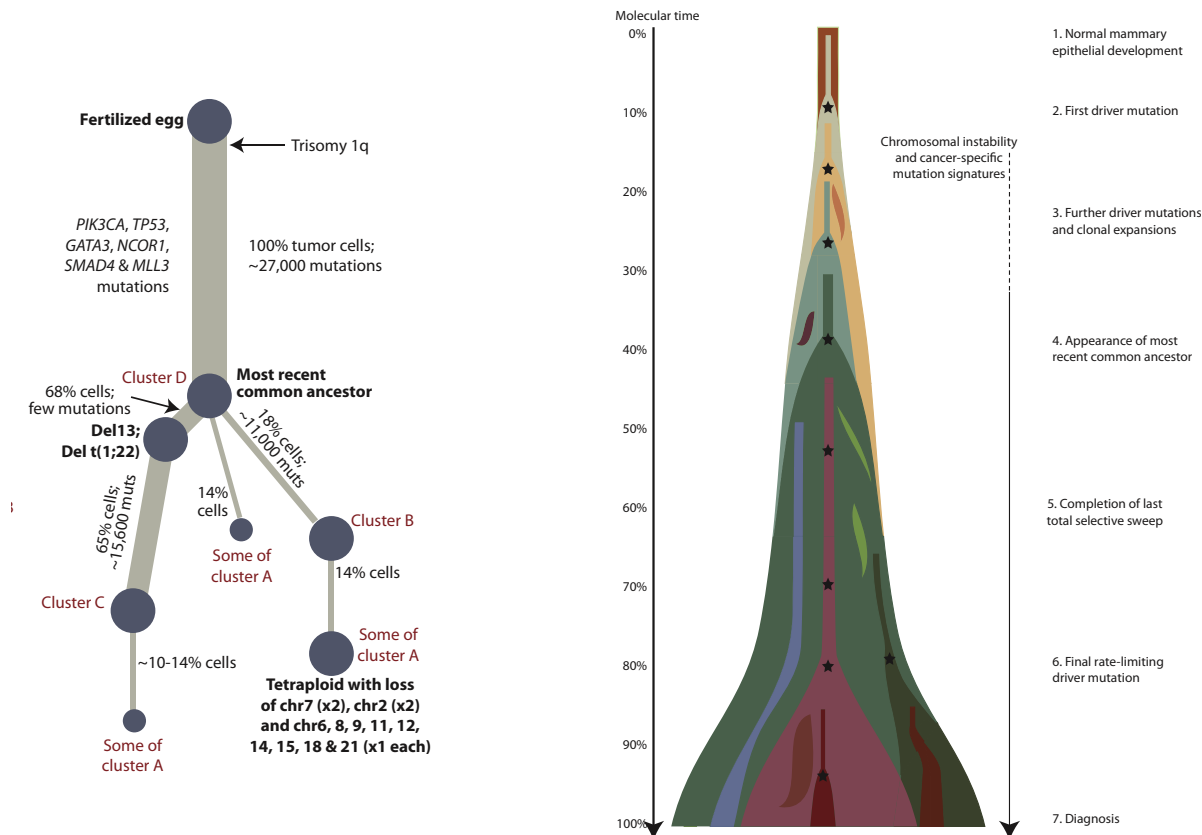 Fertilized egg
Trisomy 1q
PIK3CA, TP53,
GATA3, NCOR1,
SMAD4 & MLL3
mutations
100% tumor cells;
~27,000 mutations
Cluster D
Most recent
common ancestor
68% cells;
few mutations
Del13;
Del t(1;22)
18% cells;
~11,000 muts
65% cells;
~15,600 muts
14%
cells
Some of
cluster A
Cluster B
14% cells
Cluster C
~10-14% cells
Some of
cluster A
Some of
cluster A
Tetraploid with loss
of chr7 (x2), chr2 (x2)
and chr6, 8, 9, 11, 12,
14, 15, 18 & 21 (x1 each)
Molecular time
0%
10%
20%
30%
40%
50%
60%
70%
80%
90%
100%
Chromosomal instability
and cancer-specific
mutation signatures
1. Normal mammary
epithelial development
2. First driver mutation
3. Further driver mutations
and clonal expansions
4. Appearance of most
recent common ancestor
5. Completion of last
total selective sweep
6. Final rate-limiting
driver mutation
7. Diagnosis